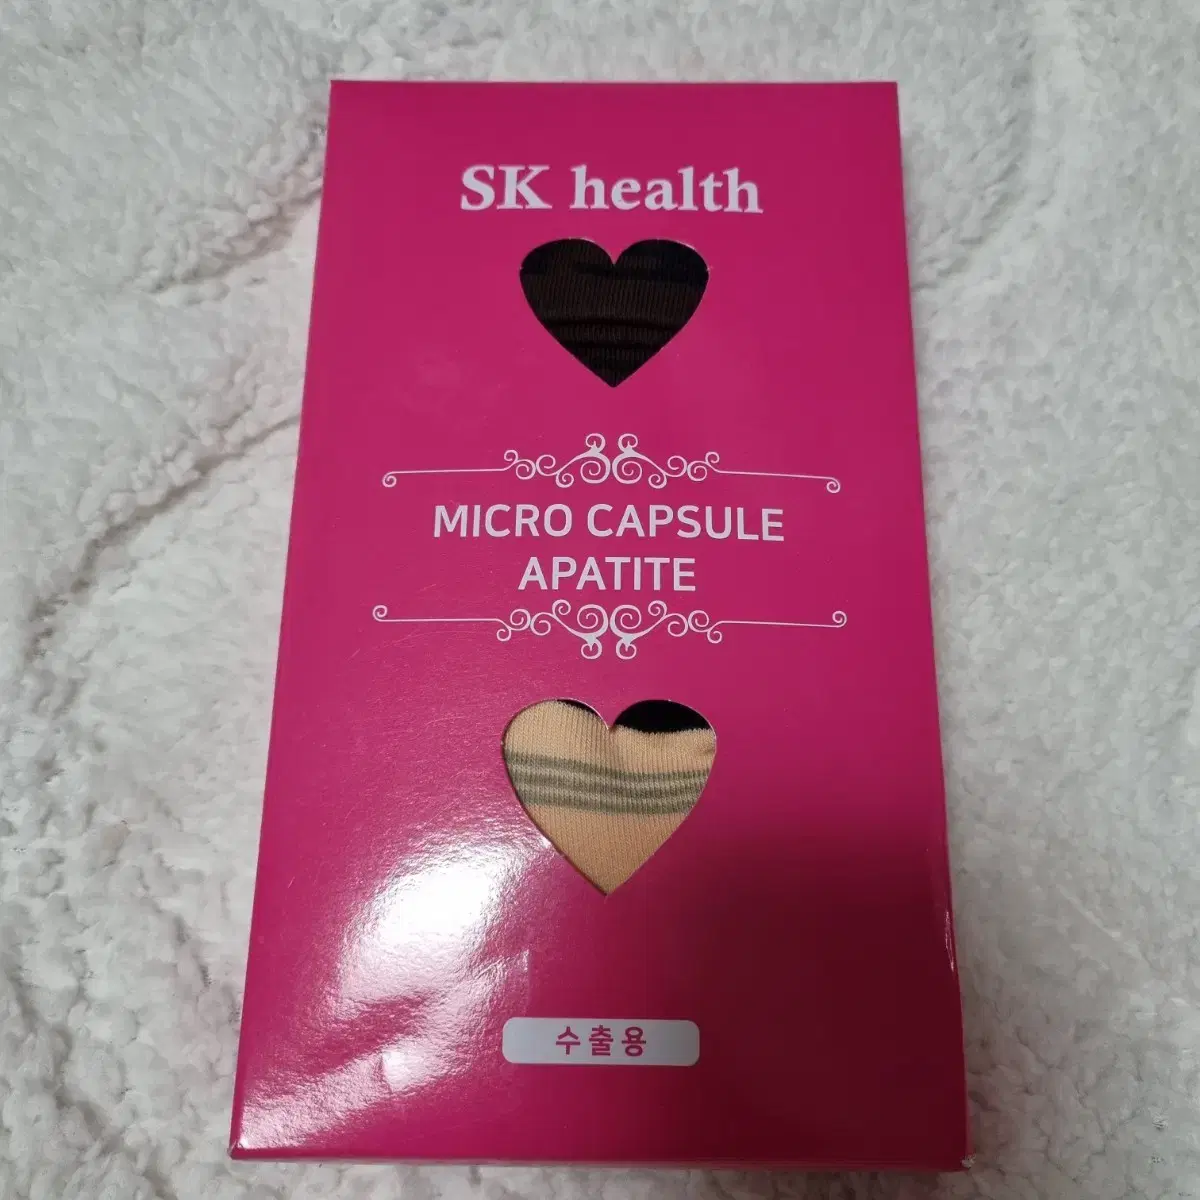 SK health
MICRO CAPSULE
APATITE
수출용